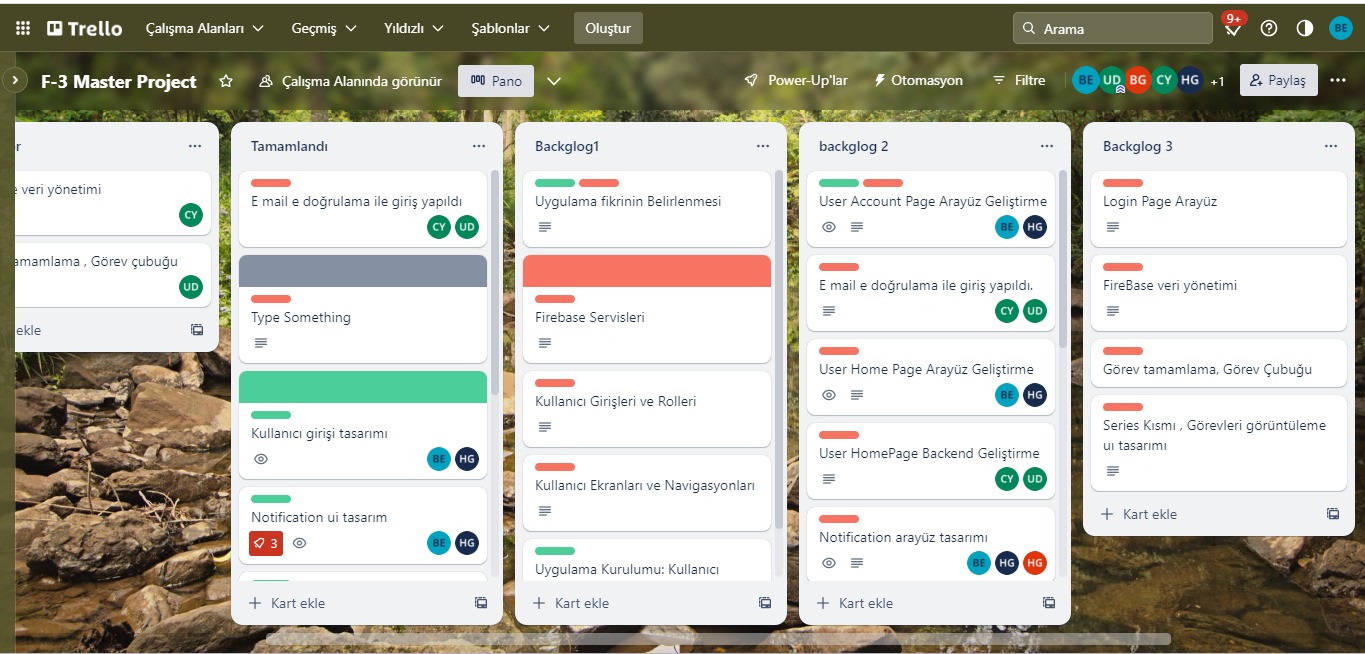 Trello
Çalışma Alanları
Geçmiş
Yıldızlı
Şablonlar
Oluştur
Arama
9+
BE
F-3 Master Project
Çalışma Alanında görünür
Pano
Power-Up'lar
Otomasyon
Filtre
BE
UD
BG
CY
HG
+1
Paylaş
r
e veri yönetimi
CY
amamlama , Görev çubuğu
UD
ekle
Tamamlandı
E mail e doğrulama ile giriş yapıldı
CY
UD
Type Something
Kullanıcı girişi tasarımı
BE
HG
Notification ui tasarım
3
BE
HG
Kart ekle
Backglog1
Uygulama fikrinin Belirlenmesi
Firebase Servisleri
Kullanıcı Girişleri ve Rolleri
Kullanıcı Ekranları ve Navigasyonları
Uygulama Kurulumu: Kullanıcı
Kart ekle
backglog 2
User Account Page Arayüz Geliştirme
BE
HG
E mail e doğrulama ile giriş yapıldı.
CY
UD
User Home Page Arayüz Geliştirme
BE
HG
User HomePage Backend Geliştirme
CY
UD
Notification arayüz tasarımı
BE
HG
HG
Kart ekle
Backglog 3
Login Page Arayüz
FireBase veri yönetimi
Görev tamamlama, Görev Çubuğu
Series Kısmı , Görevleri görüntüleme
uı tasarımı
Kart ekle